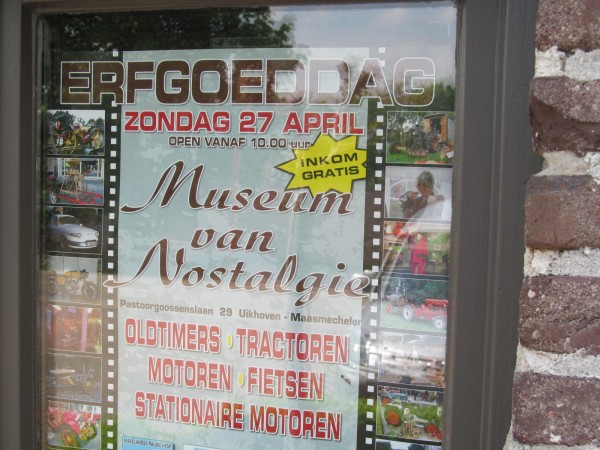 ERFGOEDDAG
ZONDAG 27 APRIL
OPEN VANAF 10.00 uur
INKOM
GRATIS
Museum
van
Nostalgie
Pastoorgoossenslaan 29 Uikhoven - Maasmechelen
OLDTIMERS TRACTOREN
MOTOREN FIETSEN
STATIONAIRE MOTOREN